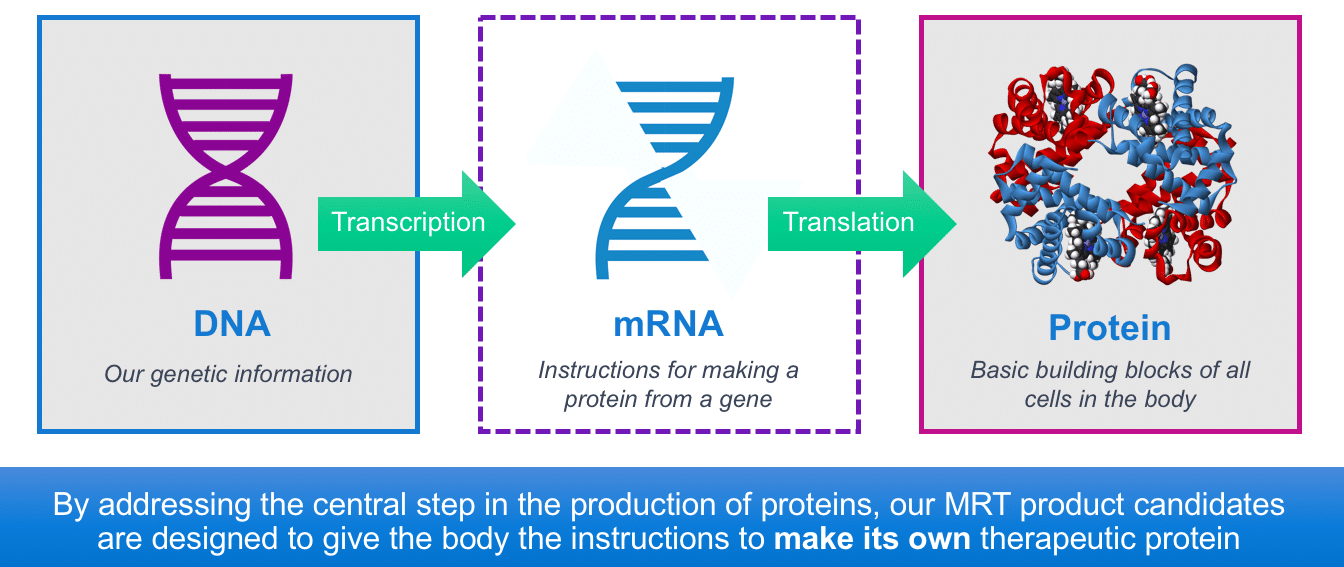 Transcription
Translation
DNA
Our genetic information
mRNA
Instructions for making a
protein from a gene
Protein
Basic building blocks of all
cells in the body
By addressing the central step in the production of proteins, our MRT product candidates
are designed to give the body the instructions to make its own therapeutic protein